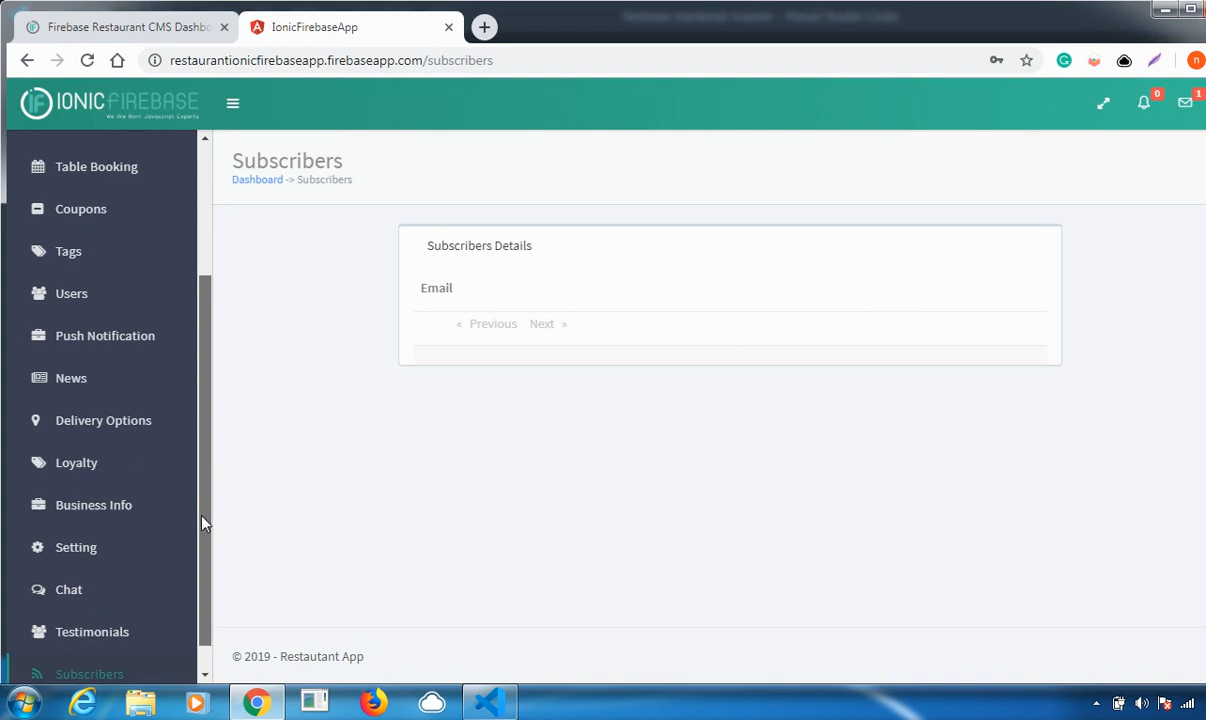 Firebase Restaurant CMS Dashbo
IonicFirebaseApp
restaurantionicfirebaseapp.firebaseapp.com/subscribers
n
IONICFIREBASE
We Are Born Javascript Experts
0
1
Table Booking
Coupons
Tags
Users
Push Notification
News
Delivery Options
Loyalty
Business Info
Setting
Chat
Testimonials
Subscribers
Subscribers
Dashboard -> Subscribers
Subscribers Details
Email
« Previous Next »
© 2019 - Restautant App